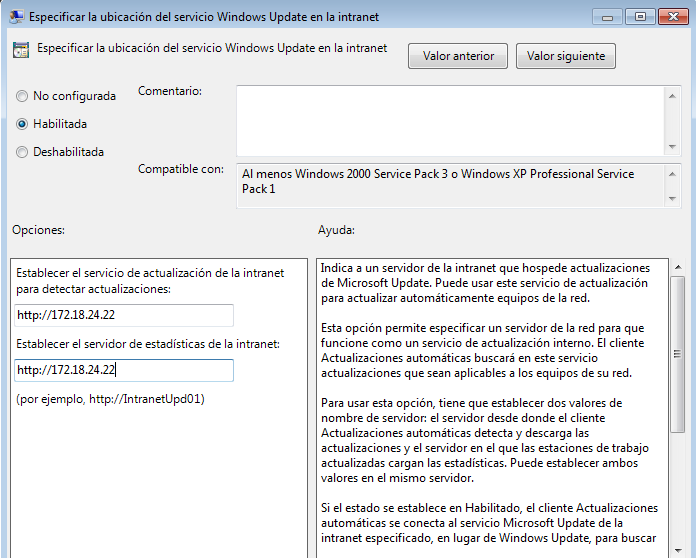 Especificar la ubicación del servicio Windows Update en la intranet
Especificar la ubicación del servicio Windows Update en la intranet
Valor anterior
Valor siguiente
No configurada
Habilitada
Deshabilitada
Comentario:
Compatible con:
Al menos Windows 2000 Service Pack 3 o Windows XP Professional Service
Pack 1
Opciones:
Ayuda:
Establecer el servicio de actualización de la intranet
para detectar actualizaciones:
http://172.18.24.22
Establecer el servidor de estadísticas de la intranet:
http://172.18.24.22
(por ejemplo, http://IntranetUpd01)
Indica a un servidor de la intranet que hospede actualizaciones
de Microsoft Update. Puede usar este servicio de actualización
para actualizar automáticamente equipos de la red.
Esta opción permite especificar un servidor de la red para que
funcione como un servicio de actualización interno. El cliente
Actualizaciones automáticas buscará en este servicio
actualizaciones que sean aplicables a los equipos de su red.
Para usar esta opción, tiene que establecer dos valores de
nombre de servidor: el servidor desde donde el cliente
Actualizaciones automáticas detecta y descarga las
actualizaciones y el servidor en el que las estaciones de trabajo
actualizadas cargan las estadísticas. Puede establecer ambos
valores en el mismo servidor.
Si el estado se establece en Habilitado, el cliente Actualizaciones
automáticas se conecta al servicio Microsoft Update de la
intranet especificado, en lugar de Windows Update, para buscar